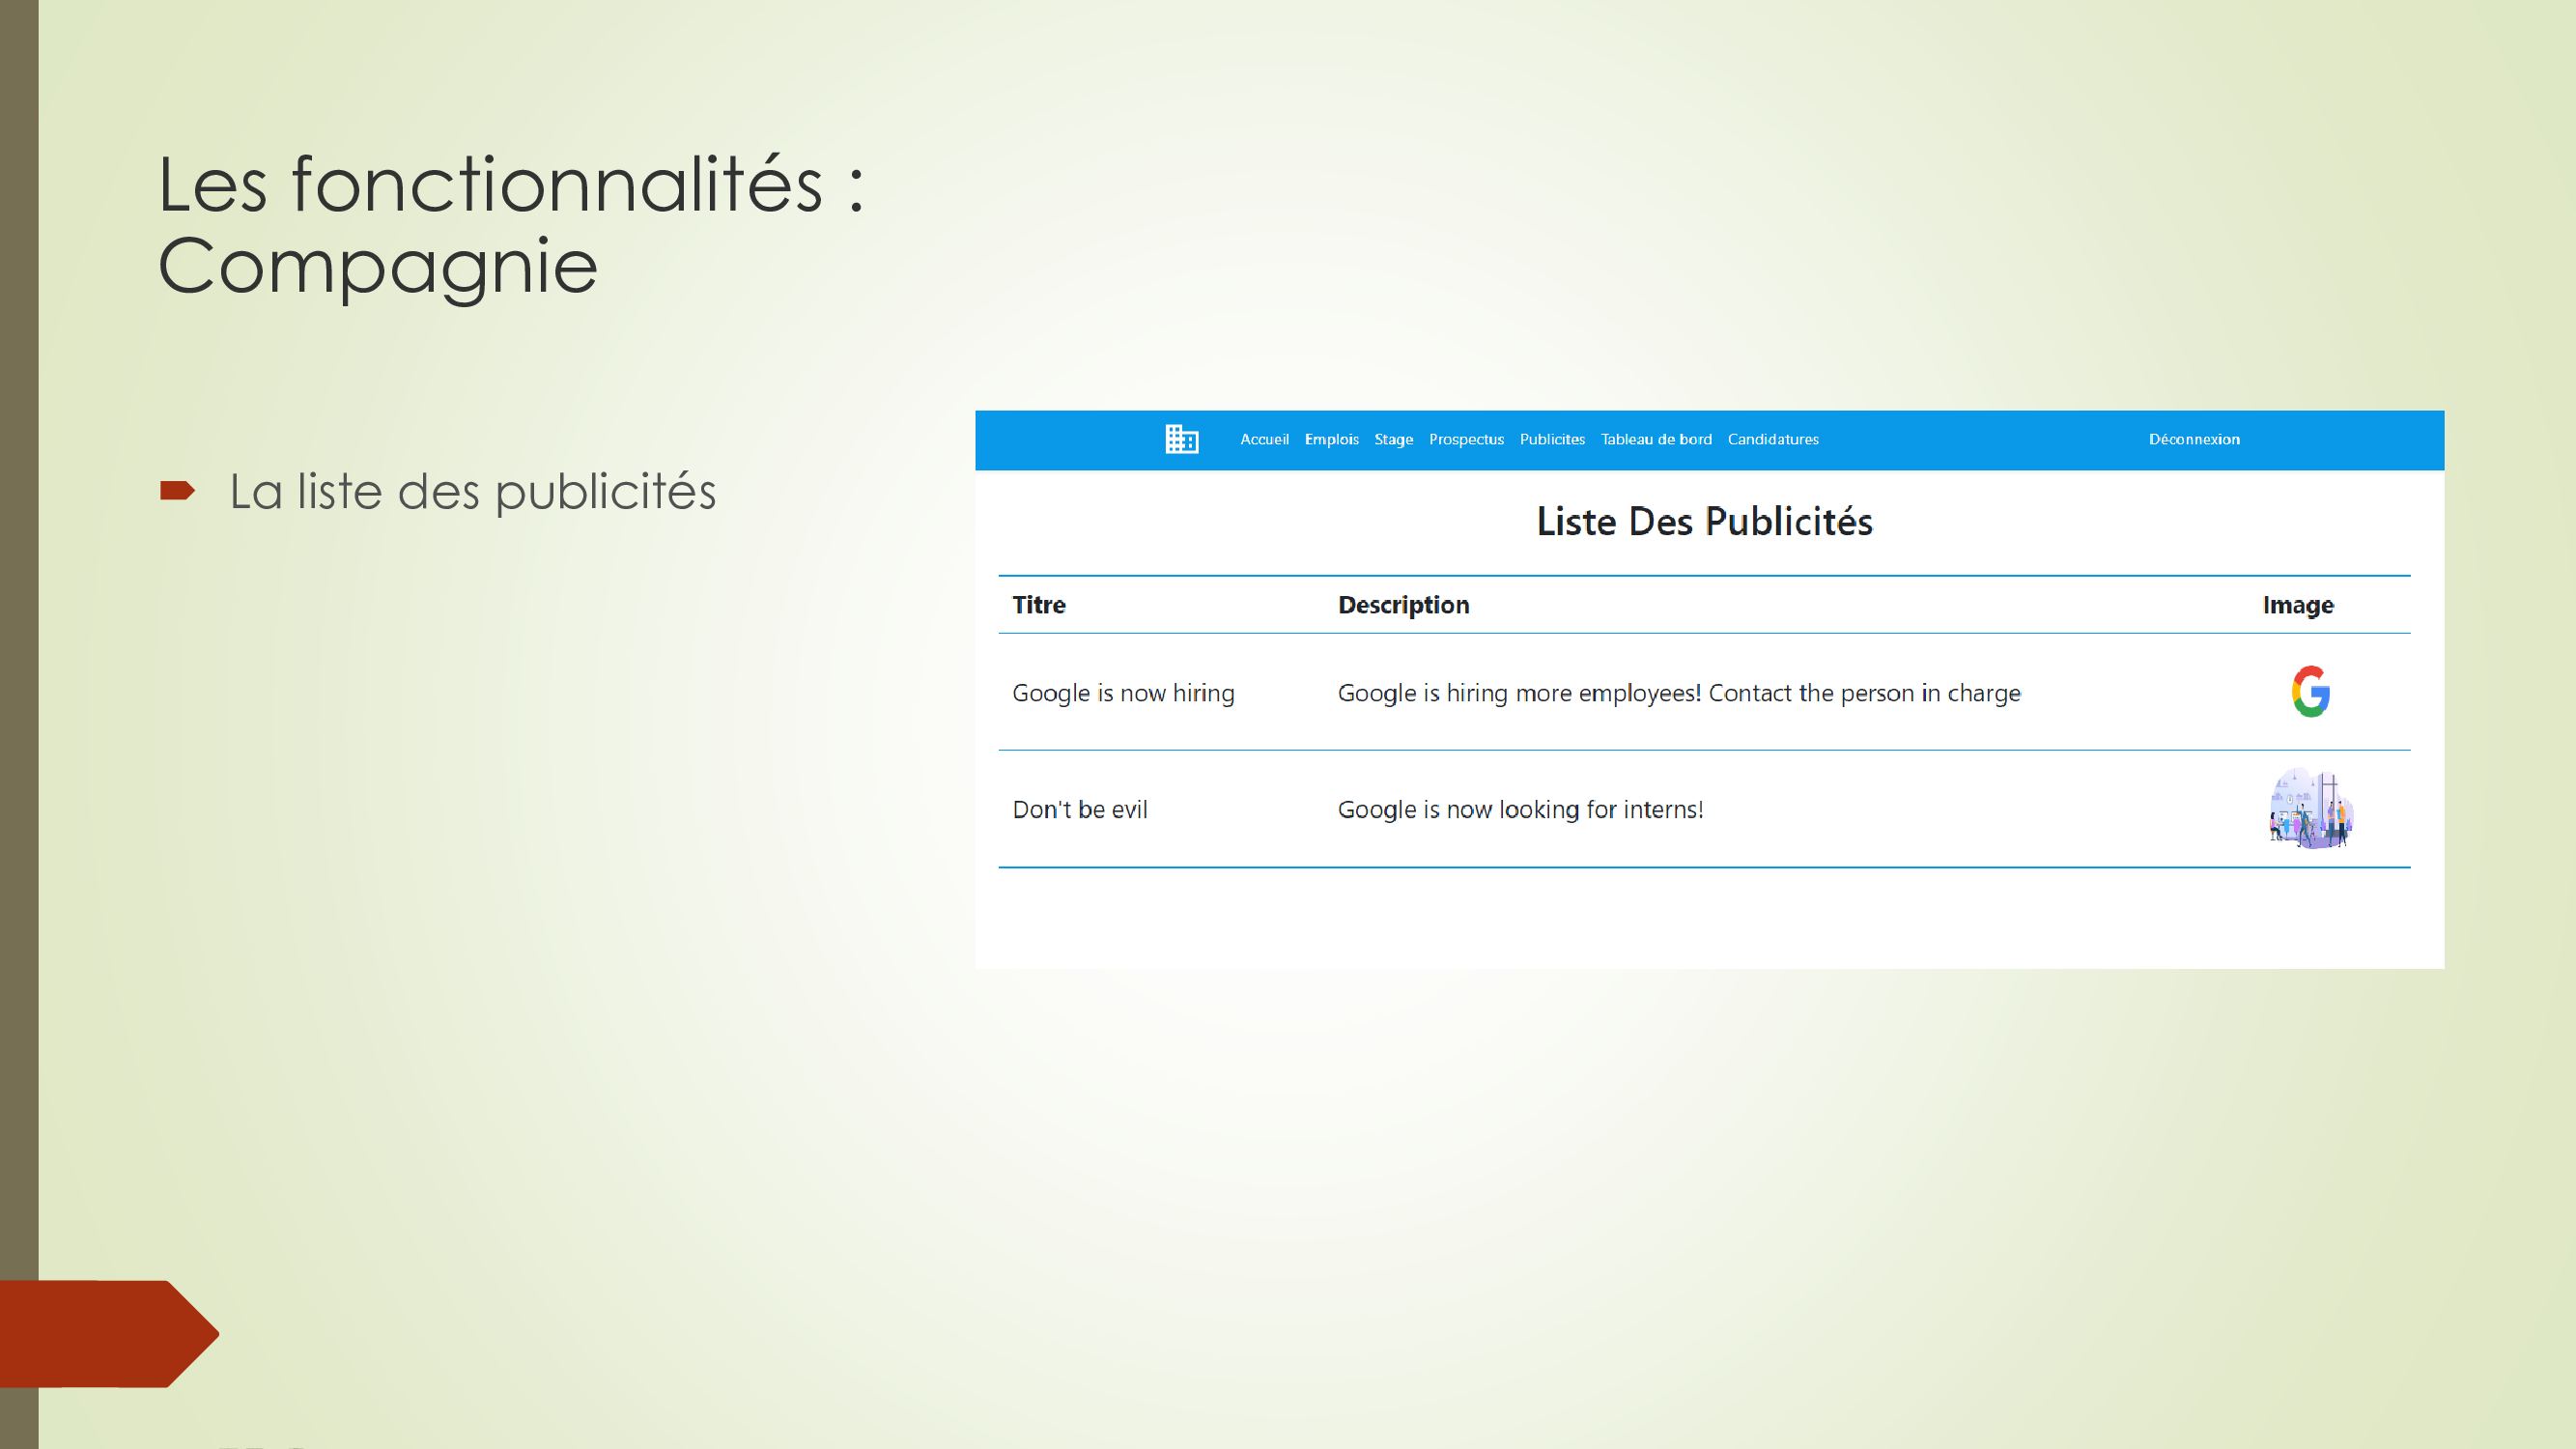 Les fonctionnalités :
Compagnie
La liste des publicités
Accueil Emplois Stage Prospectus Publicites Tableau de bord Candidatures Déconnexion
Liste Des Publicités
Titre Description Image
Google is now hiring Google is hiring more employees! Contact the person in charge
Don't be evil Google is now looking for interns!